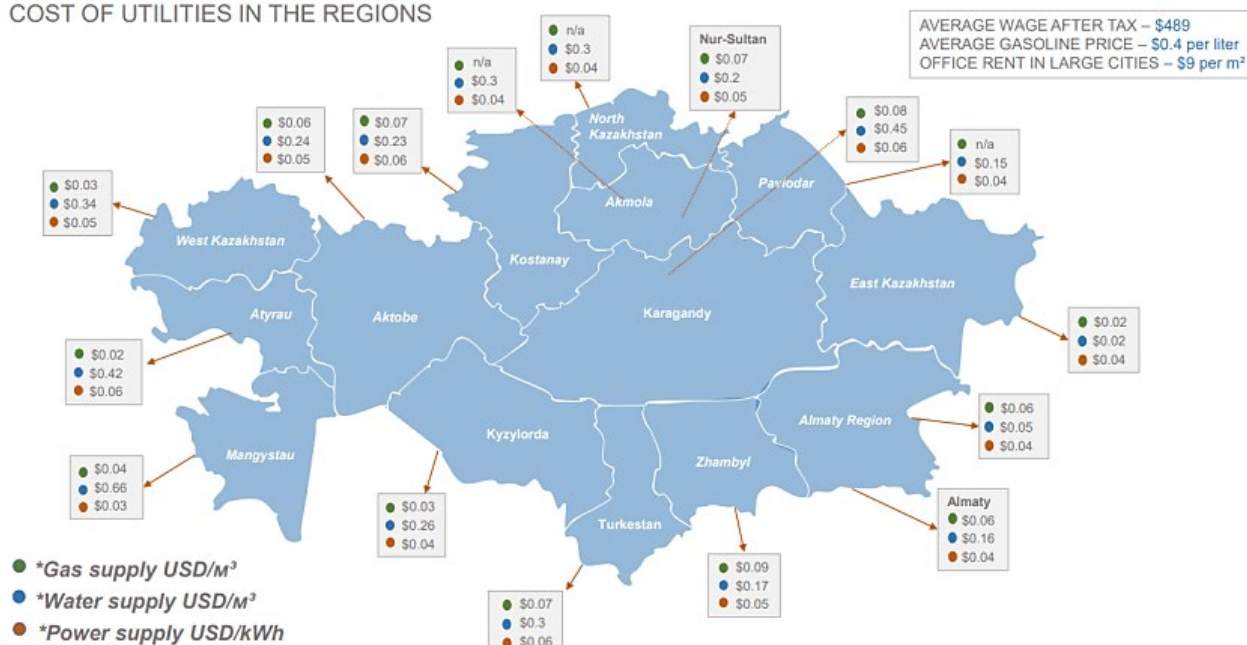 COST OF UTILITIES IN THE REGIONS
AVERAGE WAGE AFTER TAX – $489
AVERAGE GASOLINE PRICE – $0.4 per liter
OFFICE RENT IN LARGE CITIES – $9 per m²
n/a
$0.3
$0.04
n/a
$0.3
$0.04
Nur-Sultan
$0.07
$0.2
$0.05
$0.08
$0.45
$0.06
n/a
$0.15
$0.04
$0.06
$0.24
$0.05
$0.07
$0.23
$0.06
$0.03
$0.34
$0.05
North
Kazakhstan
Pavlodar
Akmola
West Kazakhstan
Kostanay
East Kazakhstan
Atyrau
Aktobe
Karagandy
$0.02
$0.42
$0.06
$0.02
$0.02
$0.04
Almaty Region
$0.06
$0.05
$0.04
Kyzylorda
Mangystau
Zhambyl
$0.04
$0.66
$0.03
$0.03
$0.26
$0.04
Turkestan
Almaty
$0.06
$0.16
$0.04
$0.09
$0.17
$0.05
$0.07
$0.3
$0.06
*Gas supply USD/м³
*Water supply USD/м³
*Power supply USD/kWh